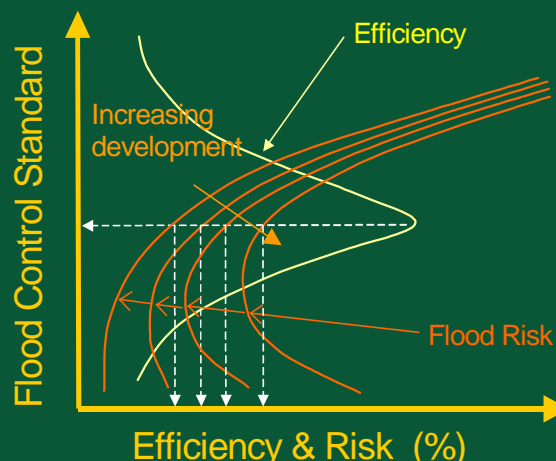 Efficiency
Increasing
development
Flood Risk
Flood Control Standard
Efficiency & Risk (%)